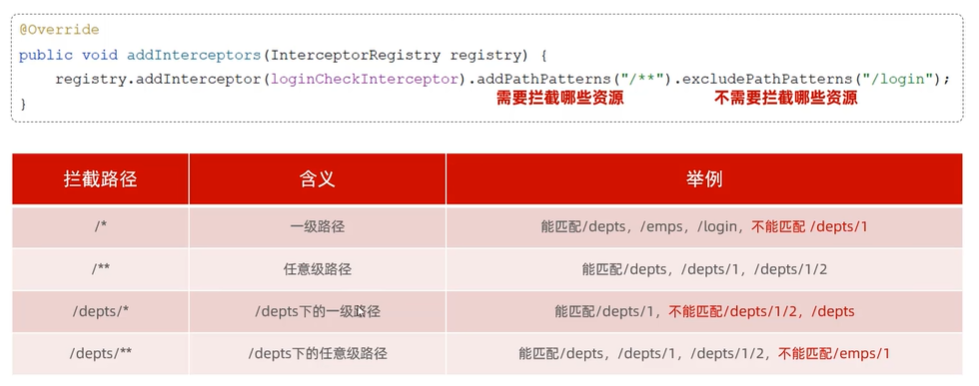 @Override
public void addInterceptors(InterceptorRegistry registry) {
registry.addInterceptor(loginCheckInterceptor).addPathPatterns("/**").excludePathPatterns("/login");
需要拦截哪些资源 不需要拦截哪些资源
}
拦截路径 含义 举例
/* 一级路径 能匹配/depts，/emps，/login，不能匹配 /depts/1
/** 任意级路径 能匹配/depts，/depts/1，/depts/1/2
/depts/* /depts下的一级路径 能匹配/depts/1，不能匹配/depts/1/2，/depts
/depts/** /depts下的任意级路径 能匹配/depts，/depts/1，/depts/1/2，不能匹配/emps/1